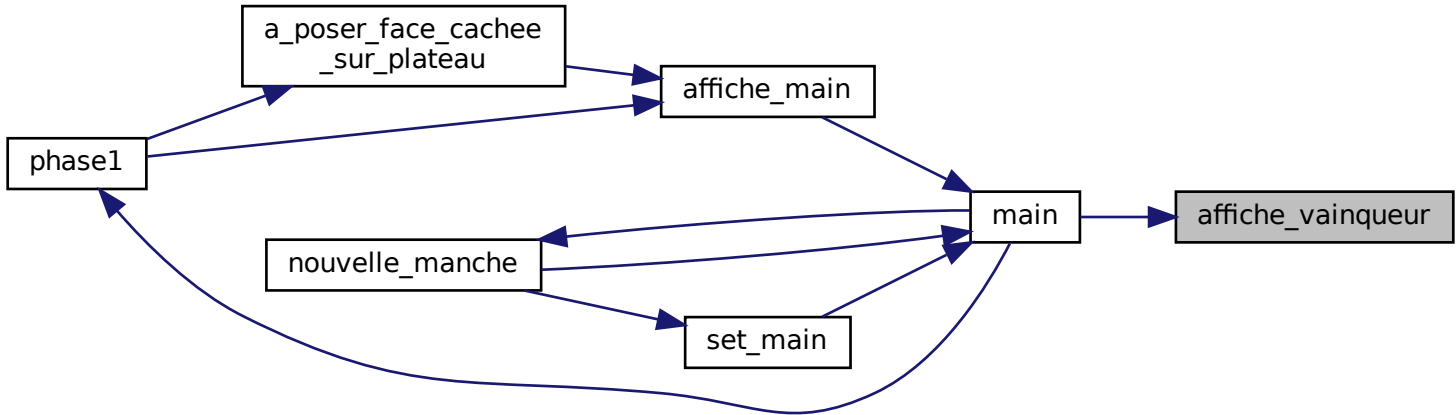 a_poser_face_cachee
_sur_plateau
affiche_main
phase1
main
affiche_vainqueur
nouvelle_manche
set_main